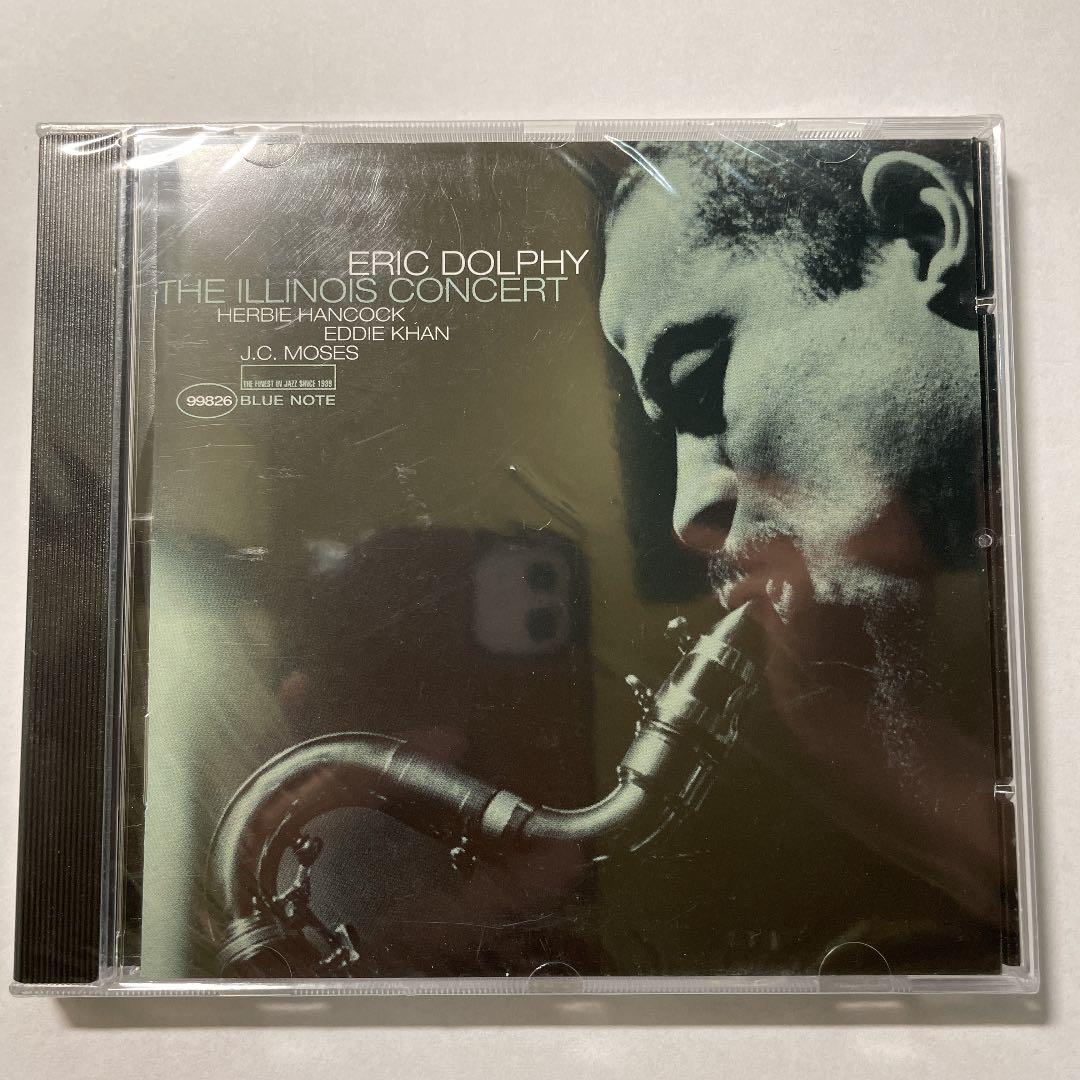 ERIC DOLPHY
THE ILLINOIS CONCERT
HERBIE HANCOCK
EDDIE KHAN
J.C. MOSES
THE FINEST IN JAZZ SINCE 1939
99826 BLUE NOTE